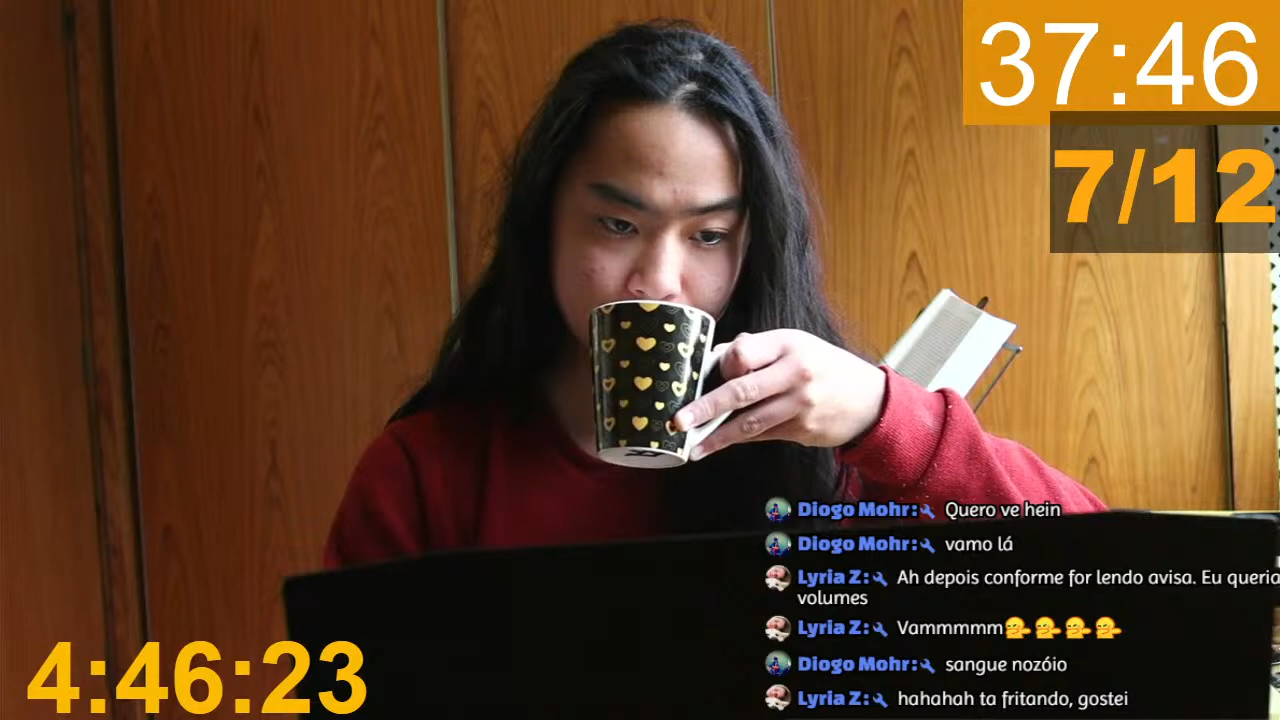 37:46
7/12
Diogo Mohr: Quero ve hein
Diogo Mohr: vamo lá
Lyria Z: Ah depois conforme for lendo avisa. Eu queria
volumes
Lyria Z: Vammmmm
Diogo Mohr: sangue nozóio
Lyria Z: hahahah ta fritando, gostei
4:46:23